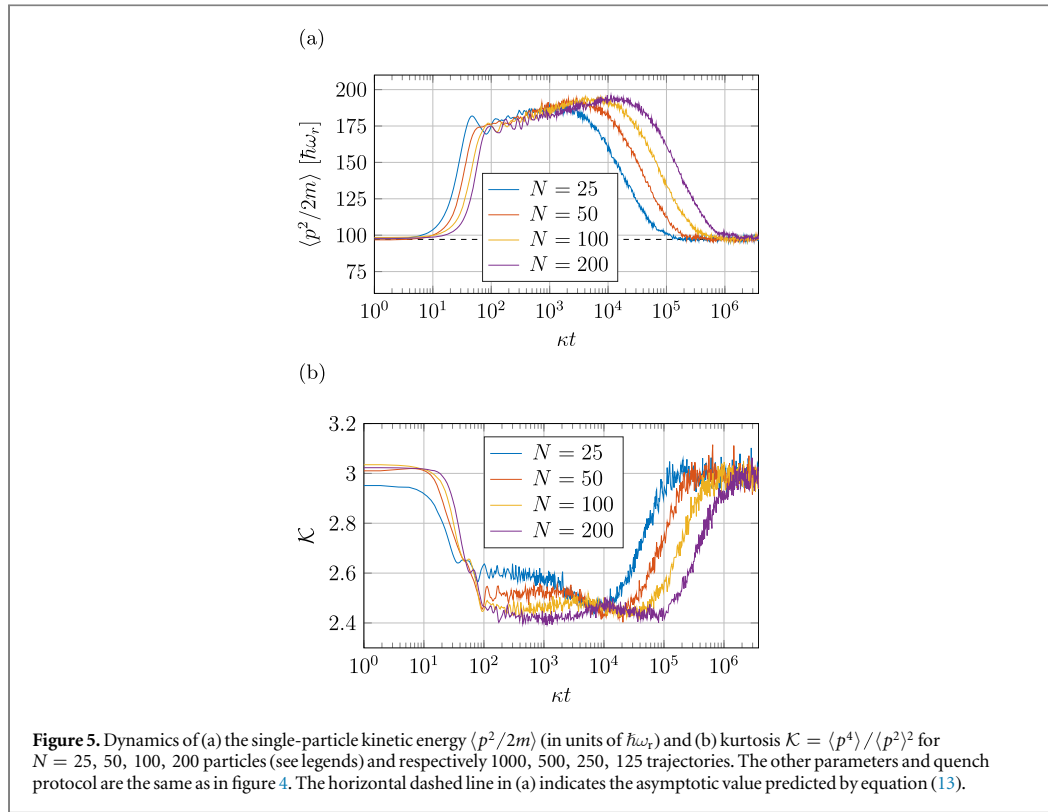 (a)
200
175
150
125
100
75
⟨p²/2m⟩ [ħω_r]
N = 25
N = 50
N = 100
N = 200
10⁰ 10¹ 10² 10³ 10⁴ 10⁵ 10⁶
κt
(b)
3.2
3
2.8
2.6
2.4
𝒦
N = 25
N = 50
N = 100
N = 200
10⁰ 10¹ 10² 10³ 10⁴ 10⁵ 10⁶
κt
Figure 5. Dynamics of (a) the single-particle kinetic energy ⟨p²/2m⟩ (in units of ħω_r) and (b) kurtosis 𝒦 = ⟨p⁴⟩/⟨p²⟩² for
N = 25, 50, 100, 200 particles (see legends) and respectively 1000, 500, 250, 125 trajectories. The other parameters and quench
protocol are the same as in figure 4. The horizontal dashed line in (a) indicates the asymptotic value predicted by equation (13).